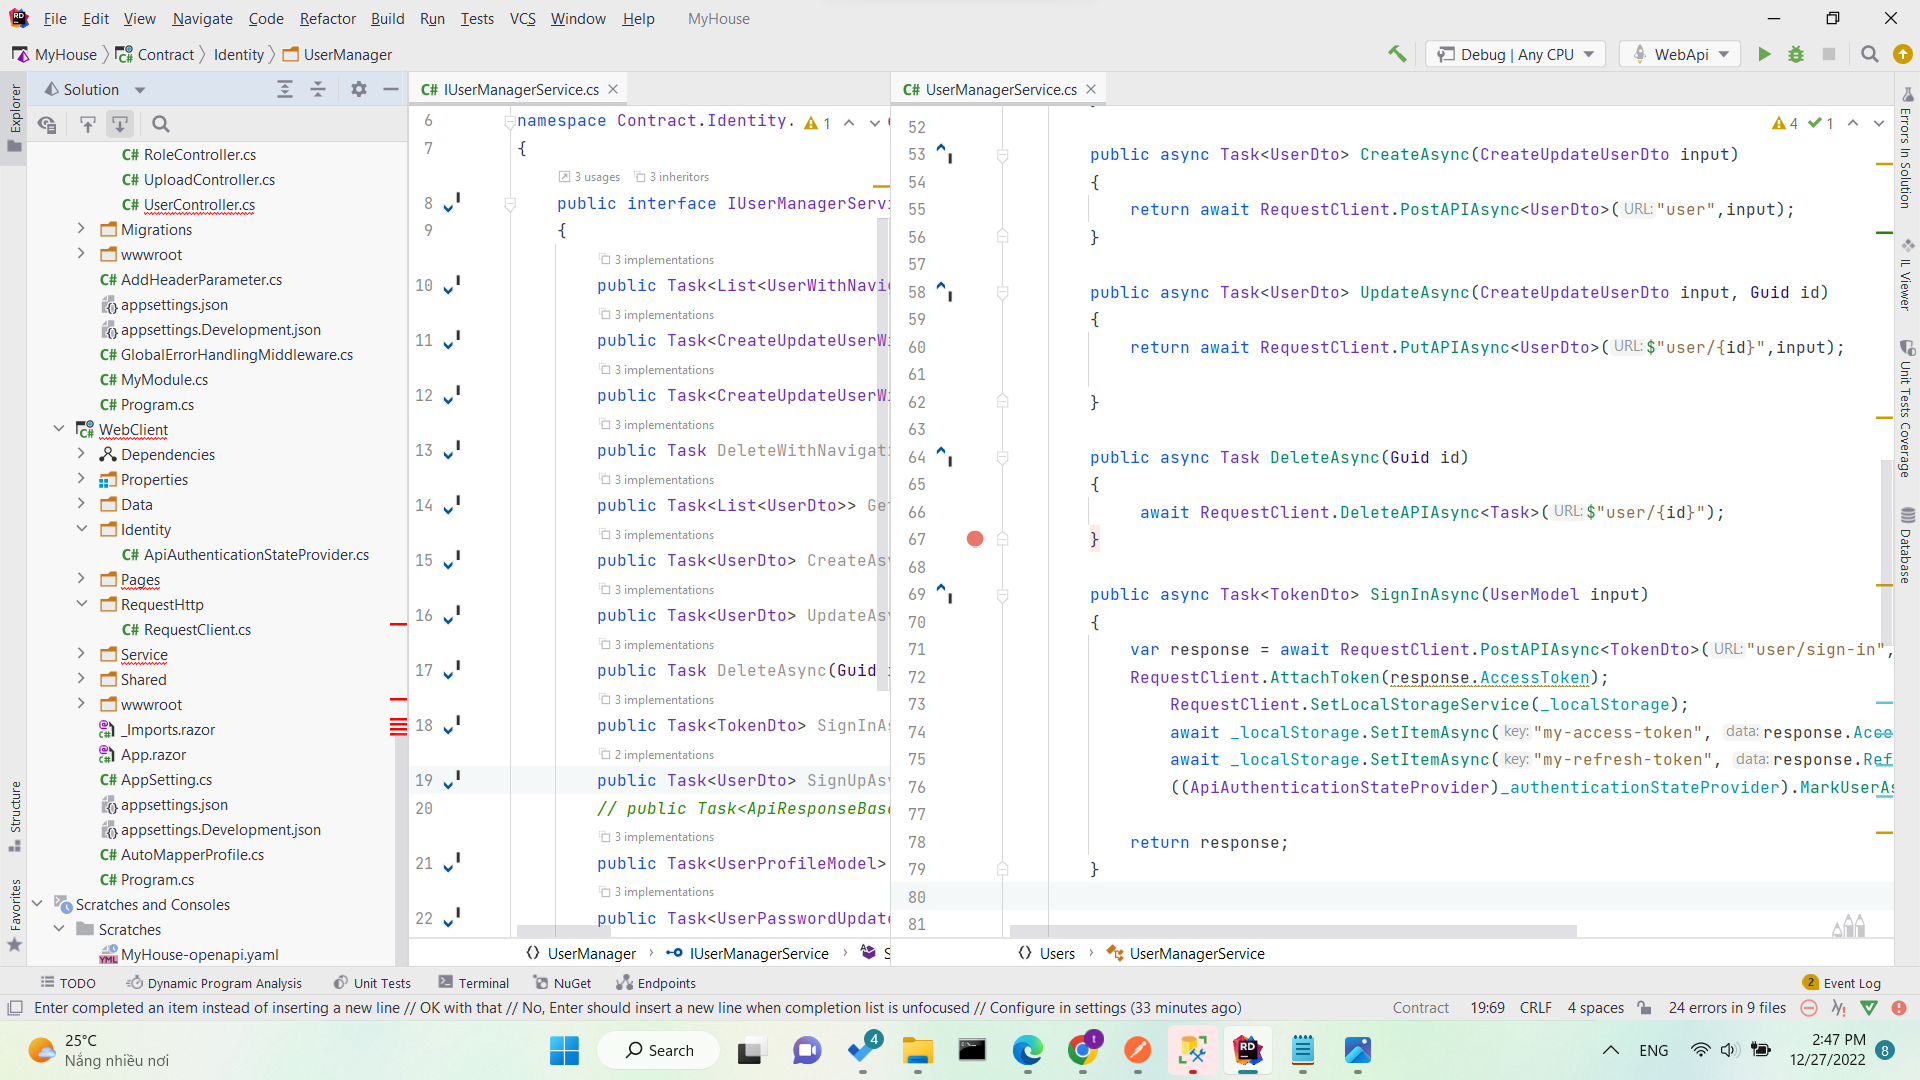 File Edit View Navigate Code Refactor Build Run Tests VCS Window Help MyHouse
MyHouse Contract Identity UserManager
Debug | Any CPU WebApi
Explorer
Solution
RoleController.cs
UploadController.cs
UserController.cs
Migrations
wwwroot
AddHeaderParameter.cs
appsettings.json
appsettings.Development.json
GlobalErrorHandlingMiddleware.cs
MyModule.cs
Program.cs
WebClient
Dependencies
Properties
Data
Identity
ApiAuthenticationStateProvider.cs
Pages
RequestHttp
RequestClient.cs
Service
Shared
wwwroot
_Imports.razor
App.razor
AppSetting.cs
appsettings.json
appsettings.Development.json
AutoMapperProfile.cs
Program.cs
Scratches and Consoles
Scratches
MyHouse-openapi.yaml
Structure
Favorites
IUserManagerService.cs
6 namespace Contract.Identity. 1
7 {
3 usages 3 inheritors
8 public interface IUserManagerServi
9 {
3 implementations
10 public Task<List<UserWithNavig
3 implementations
11 public Task<CreateUpdateUserWi
3 implementations
12 public Task<CreateUpdateUserWi
3 implementations
13 public Task DeleteWithNavigati
3 implementations
14 public Task<List<UserDto>> Get
3 implementations
15 public Task<UserDto> CreateAsy
3 implementations
16 public Task<UserDto> UpdateAsy
3 implementations
17 public Task DeleteAsync(Guid i
3 implementations
18 public Task<TokenDto> SignInAs
2 implementations
19 public Task<UserDto> SignUpAsy
20 // public Task<ApiResponseBase
3 implementations
21 public Task<UserProfileModel>
3 implementations
22 public Task<UserPasswordUpdate
UserManager IUserManagerService S
UserManagerService.cs
4 1
52
53 public async Task<UserDto> CreateAsync(CreateUpdateUserDto input)
54 {
55 return await RequestClient.PostAPIAsync<UserDto>( URL: "user",input);
56 }
57
58 public async Task<UserDto> UpdateAsync(CreateUpdateUserDto input, Guid id)
59 {
60 return await RequestClient.PutAPIAsync<UserDto>( URL: $"user/{id}",input);
61
62 }
63
64 public async Task DeleteAsync(Guid id)
65 {
66 await RequestClient.DeleteAPIAsync<Task>( URL: $"user/{id}");
67 }
68
69 public async Task<TokenDto> SignInAsync(UserModel input)
70 {
71 var response = await RequestClient.PostAPIAsync<TokenDto>( URL: "user/sign-in",
72 RequestClient.AttachToken(response.AccessToken);
73 RequestClient.SetLocalStorageService(_localStorage);
74 await _localStorage.SetItemAsync( key: "my-access-token", data: response.Acce
75 await _localStorage.SetItemAsync( key: "my-refresh-token", data: response.Ref
76 ((ApiAuthenticationStateProvider)_authenticationStateProvider).MarkUserAs
77
78 return response;
79 }
80
81
Users UserManagerService
Errors In Solution
IL Viewer
Unit Tests Coverage
Database
TODO Dynamic Program Analysis Unit Tests Terminal NuGet Endpoints 2 Event Log
Enter completed an item instead of inserting a new line // OK with that // No, Enter should insert a new line when completion list is unfocused // Configure in settings (33 minutes ago) Contract 19:69 CRLF 4 spaces 24 errors in 9 files
25°C
Nắng nhiều nơi
Search
4
t
ENG
2:47 PM
12/27/2022
8